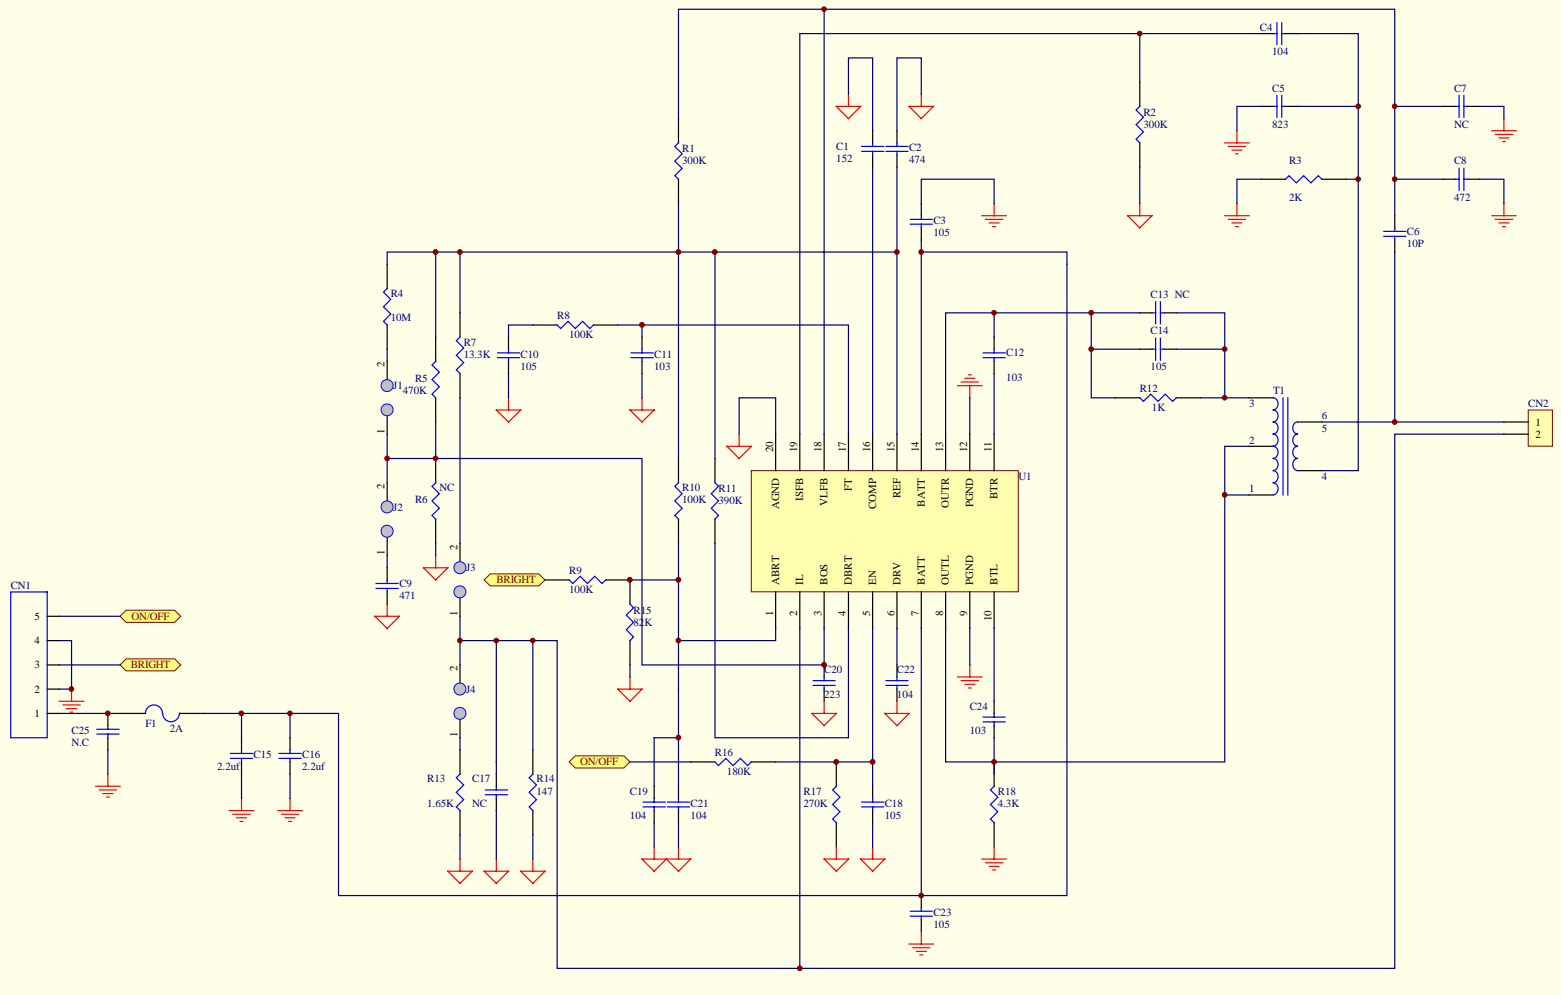 C4
104
C5
823
C7
NC
R2
300K
C1
152
C2
474
R1
300K
R3
2K
C8
472
C3
105
C6
10P
R4
10M
C13 NC
C14
105
R8
100K
R7
13.3K
C10
105
C11
103
C12
103
R5
470K
2
J1
1
R12
1K
T1
3
2
1
6
5
4
CN2
1
2
20
19
18
17
16
15
14
13
12
11
U1
AGND
ISFB
VLFB
FT
COMP
REF
BATT
OUTR
PGND
BTR
ABRT
IL
BOS
DBRT
EN
DRV
BATT
OUTL
PGND
BTL
1
2
3
4
5
6
7
8
9
10
R10
100K
R11
390K
NC
R6
2
J2
1
2
J3
1
BRIGHT
R9
100K
C9
471
R15
82K
CN1
5
4
3
2
1
ON/OFF
BRIGHT
C20
223
C22
104
2
J4
1
C25
N.C
F1
2A
C15
2.2uf
C16
2.2uf
C24
103
ON/OFF
R16
180K
R13
1.65K
C17
NC
R14
147
C19
104
C21
104
R17
270K
C18
105
R18
4.3K
C23
105